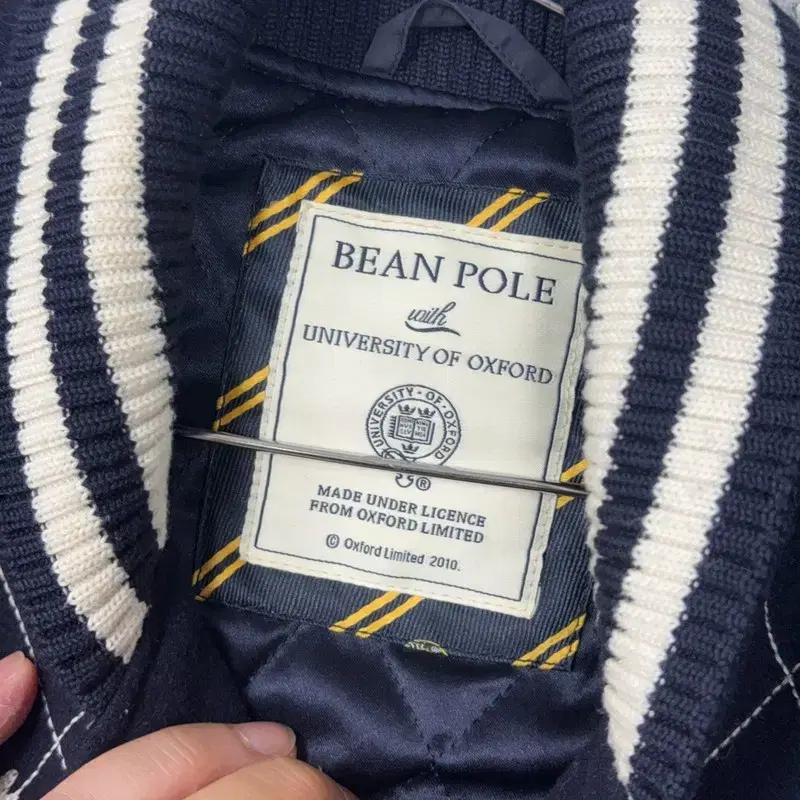 BEAN POLE
with
UNIVERSITY OF OXFORD
UNIVERSITY · OF · OXFORD
®
MADE UNDER LICENCE
FROM OXFORD LIMITED
© Oxford Limited 2010.